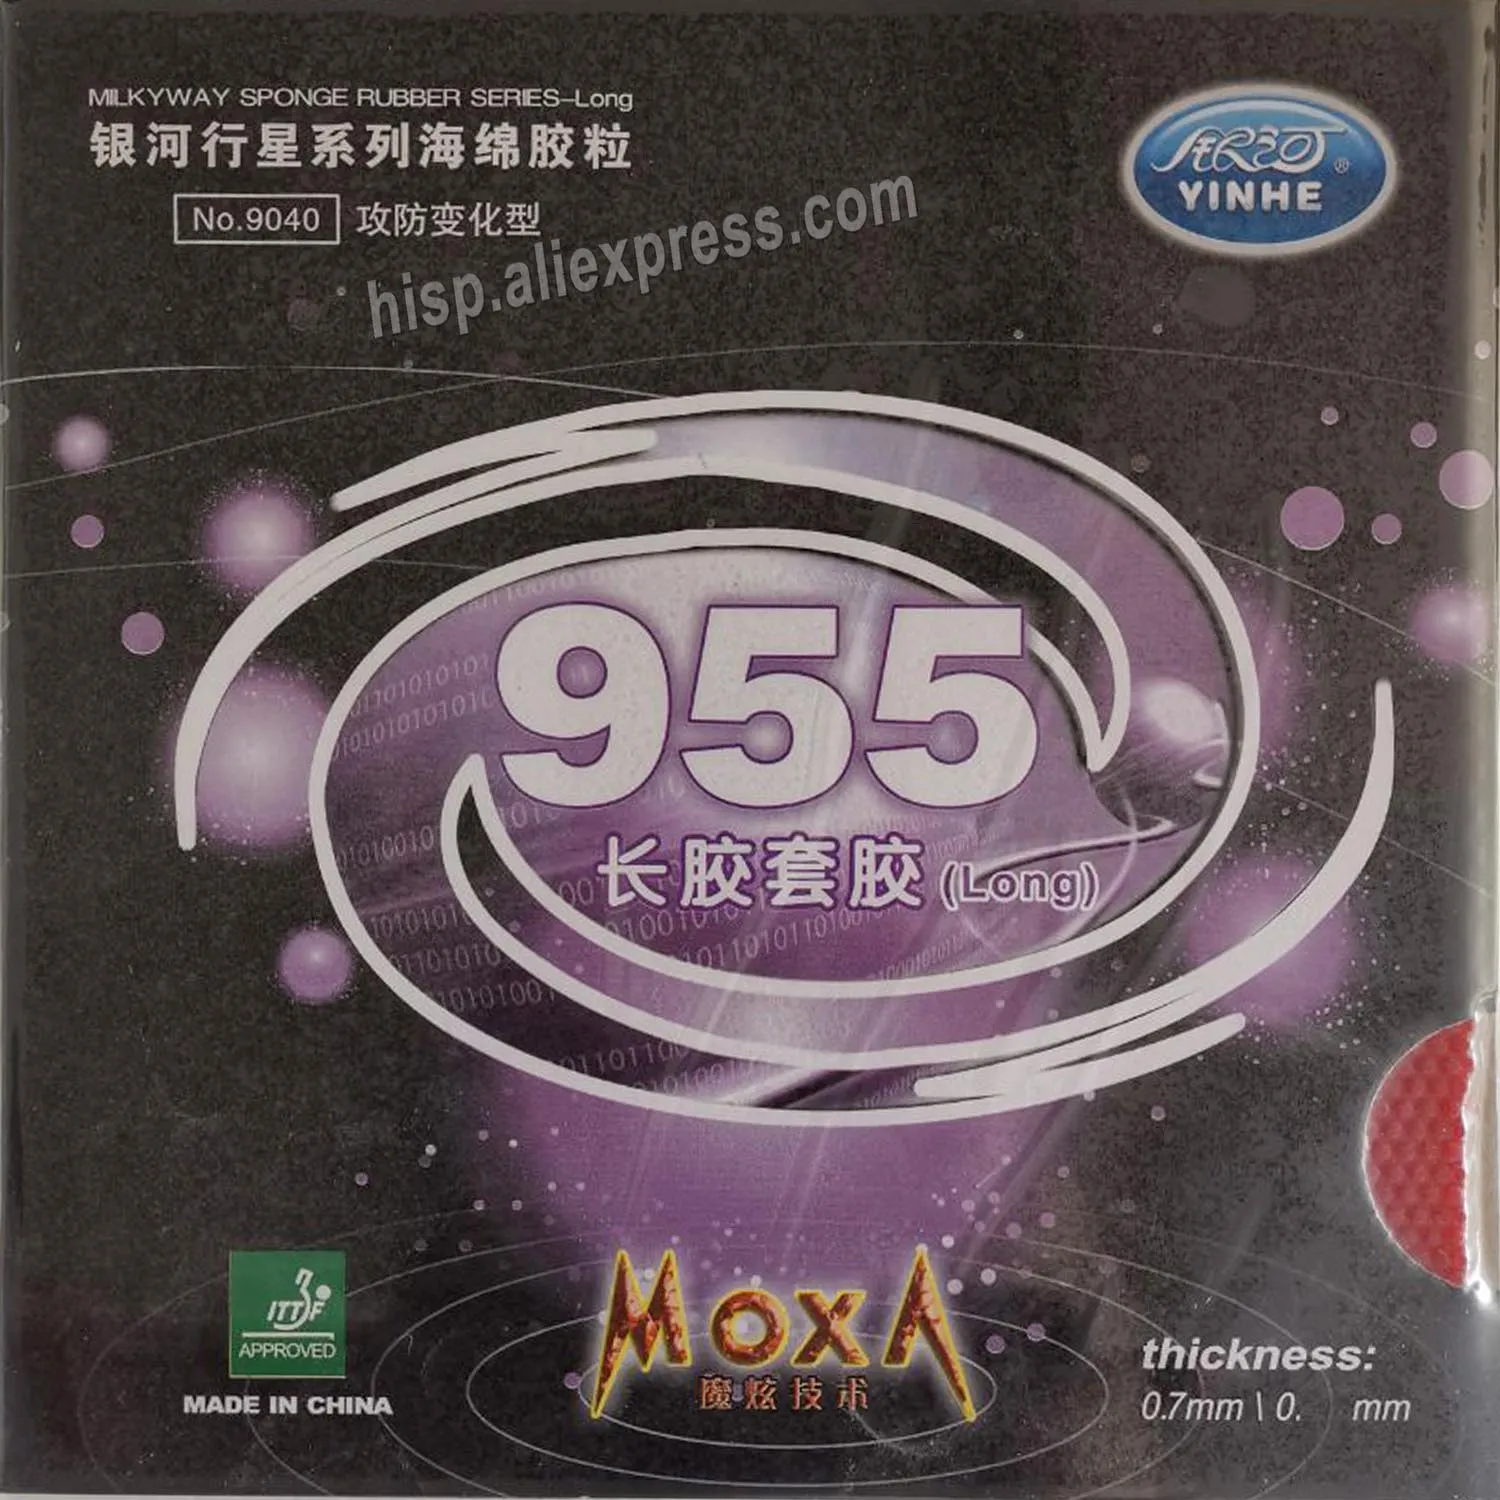 MILKYWAY SPONGE RUBBER SERIES-Long
银河行星系列海绵胶粒
No.9040 攻防变化型
银河®
YINHE
hisp.aliexpress.com
955
长胶套胶 (Long)
ITTF
APPROVED
MADE IN CHINA
MOXA
魔炫技术
thickness:
0.7mm \ 0. mm